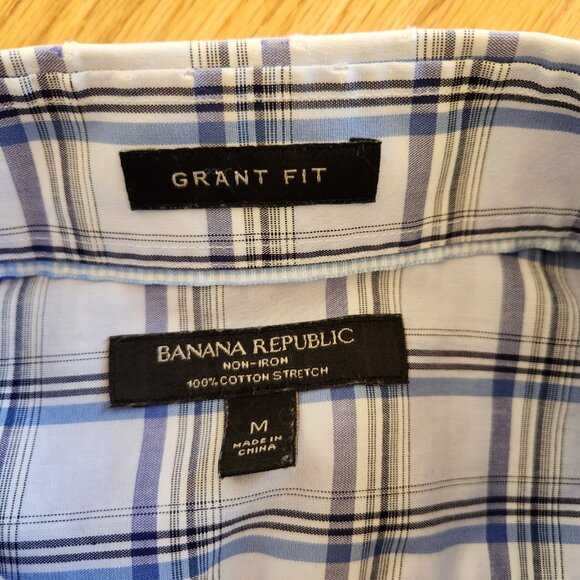 GRANT FIT
BANANA REPUBLIC
NON-IRON
100% COTTON STRETCH
M
MADE IN
CHINA